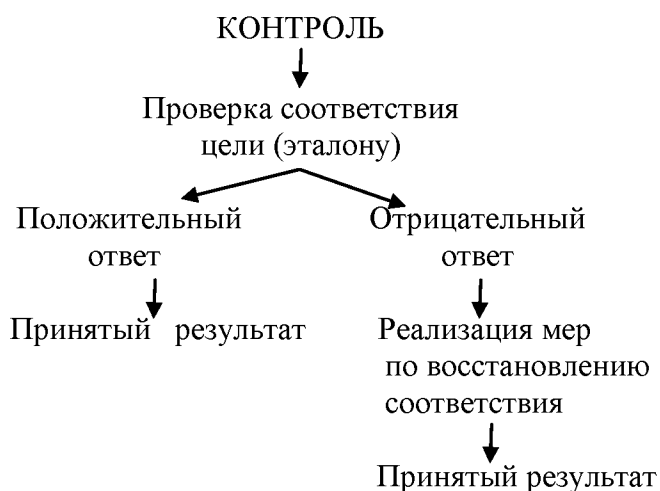 КОНТРОЛЬ
Проверка соответствия
цели (эталону)
Положительный
ответ
Принятый результат
Отрицательный
ответ
Реализация мер
по восстановлению
соответствия
Принятый результат